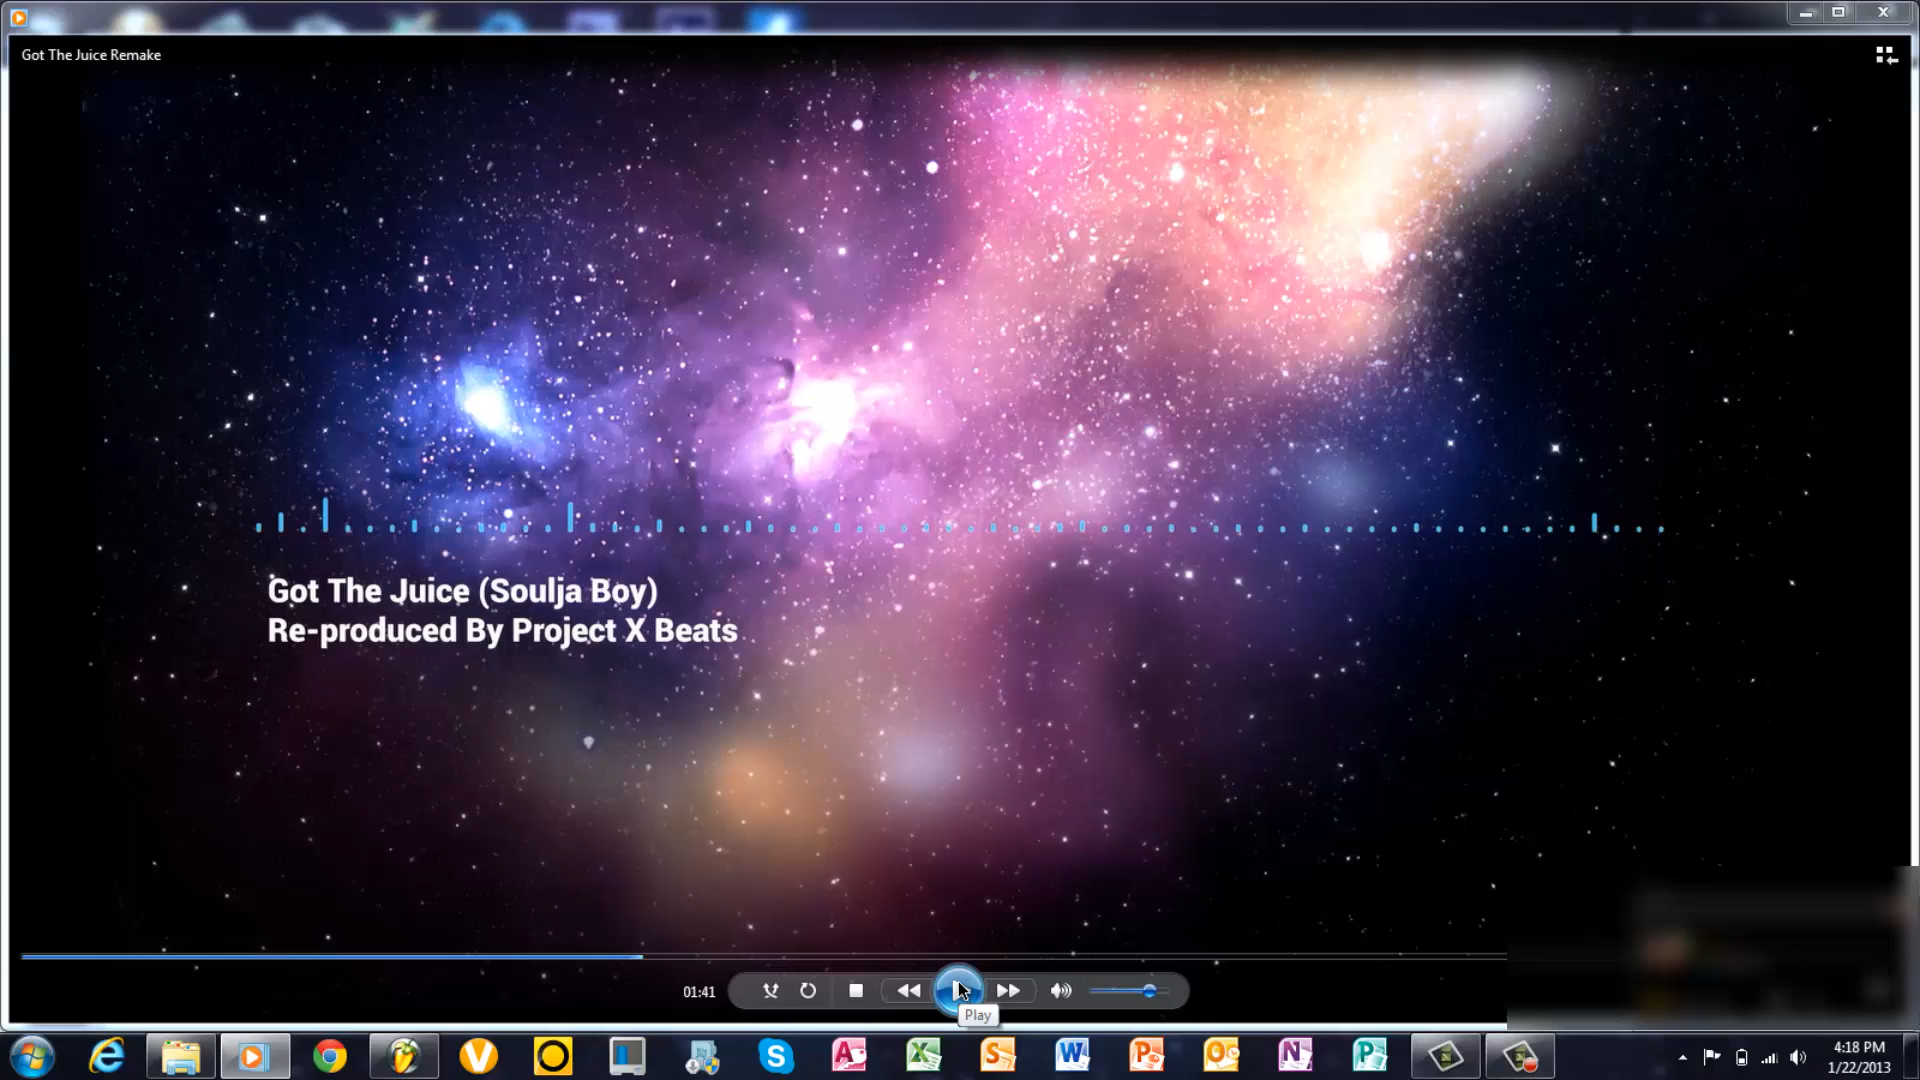 Got The Juice Remake
Got The Juice (Soulja Boy)
Re-produced By Project X Beats
01:41
Play
4:18 PM
1/22/2013